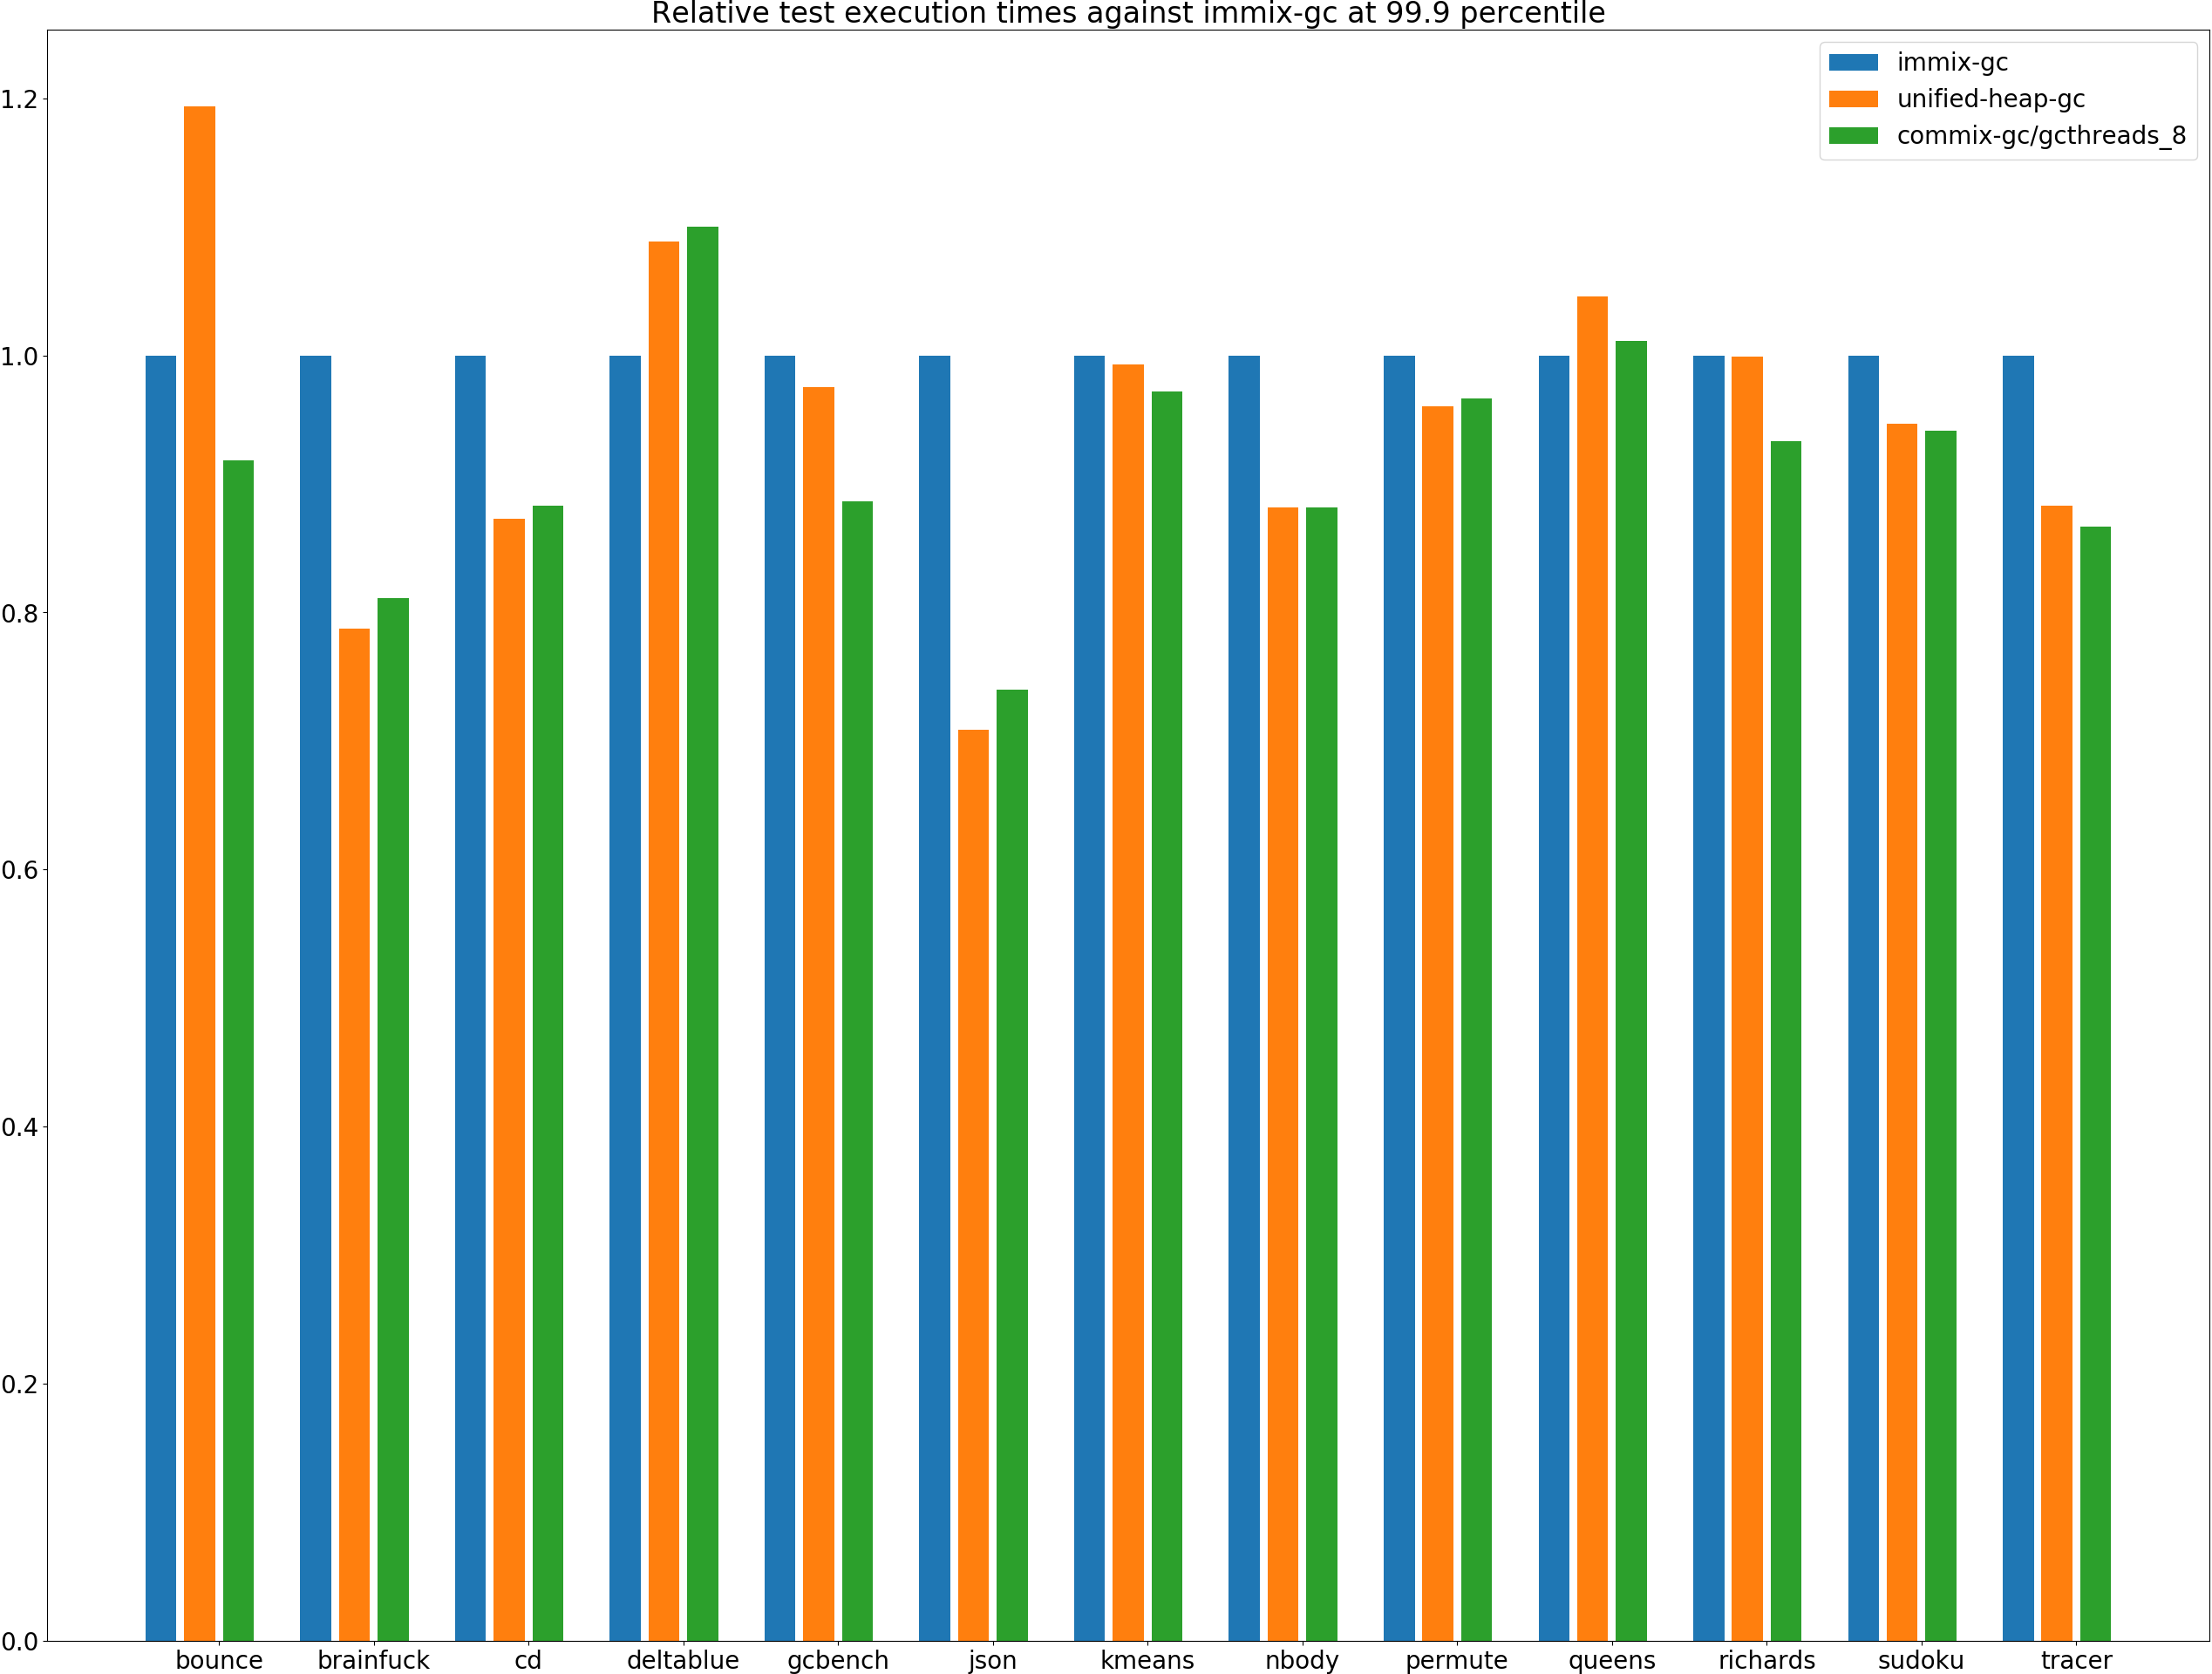 Relative test execution times against immix-gc at 99.9 percentile
immix-gc
unified-heap-gc
commix-gc/gcthreads_8
1.2
1.0
0.8
0.6
0.4
0.2
0.0
bounce brainfuck cd deltablue gcbench json kmeans nbody permute queens richards sudoku tracer